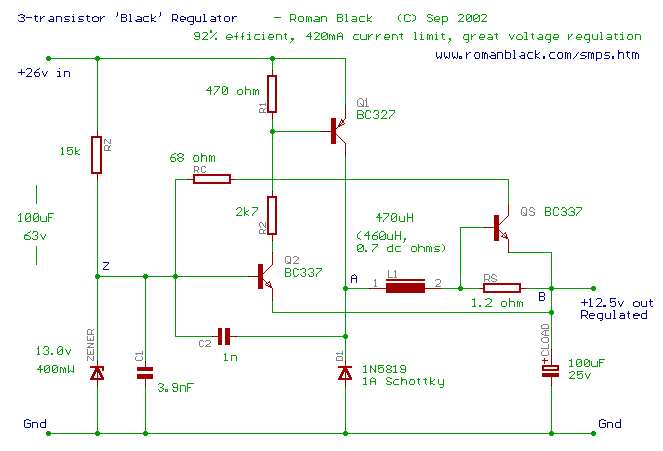 3-transistor 'Black' Regulator - Roman Black (C) Sep 2002
92% efficient, 420mA current limit, great voltage regulation
www.romanblack.com/smps.htm
+26v in
470 ohm
R1
Q1
BC327
15k
RZ
68 ohm
RC
100uF
63v
2k7
R2
470uH
(460uH,
0.7 dc ohms)
QS BC337
Q2
BC337
Z
A
1
L1
2
RS
1.2 ohm
B
+12.5v out
Regulated
13.0v
400mW
ZENER
C1
3.9nF
C2
1n
D1
1N5819
1A Schottky
+
CLOAD
100uF
25v
Gnd
Gnd